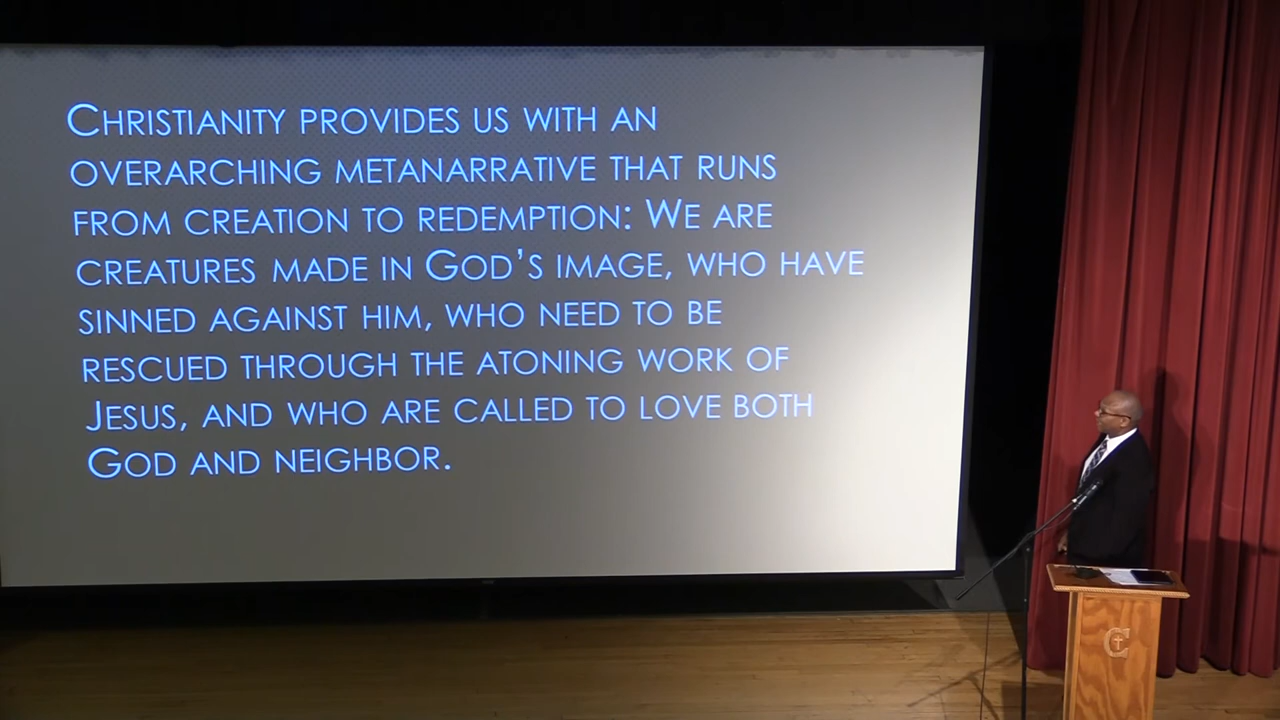 CHRISTIANITY PROVIDES US WITH AN
OVERARCHING METANARRATIVE THAT RUNS
FROM CREATION TO REDEMPTION: WE ARE
CREATURES MADE IN GOD'S IMAGE, WHO HAVE
SINNED AGAINST HIM, WHO NEED TO BE
RESCUED THROUGH THE ATONING WORK OF
JESUS, AND WHO ARE CALLED TO LOVE BOTH
GOD AND NEIGHBOR.
C